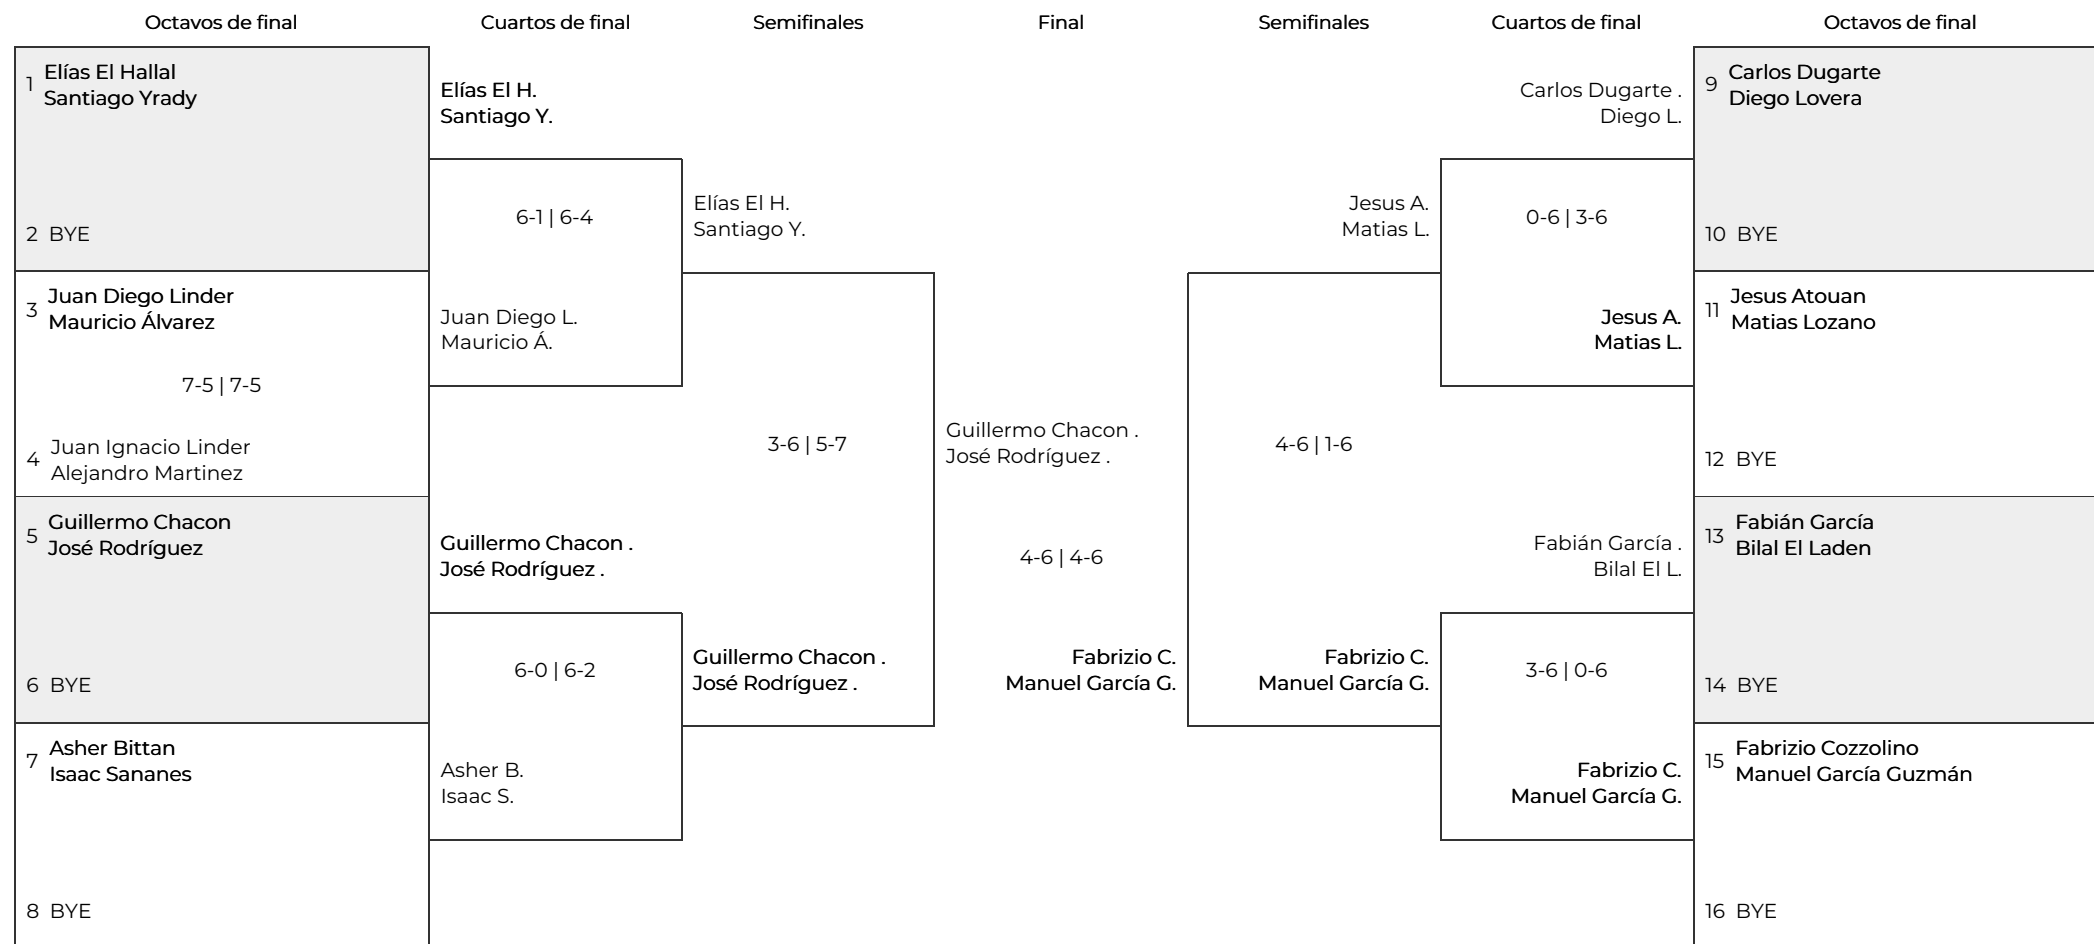 Octavos de final
Cuartos de final
Semifinales
Final
Semifinales
Cuartos de final
Octavos de final
1
Elías El Hallal
Santiago Yrady
2 BYE
3
Juan Diego Linder
Mauricio Álvarez
7-5 | 7-5
4
Juan Ignacio Linder
Alejandro Martinez
5
Guillermo Chacon
José Rodríguez
6 BYE
7
Asher Bittan
Isaac Sananes
8 BYE
Elías El H.
Santiago Y.
6-1 | 6-4
Juan Diego L.
Mauricio Á.
Guillermo Chacon .
José Rodríguez .
6-0 | 6-2
Asher B.
Isaac S.
Elías El H.
Santiago Y.
3-6 | 5-7
Guillermo Chacon .
José Rodríguez .
Guillermo Chacon .
José Rodríguez .
4-6 | 4-6
Fabrizio C.
Manuel García G.
Jesus A.
Matias L.
4-6 | 1-6
Fabrizio C.
Manuel García G.
Carlos Dugarte .
Diego L.
0-6 | 3-6
Jesus A.
Matias L.
Fabián García .
Bilal El L.
3-6 | 0-6
Fabrizio C.
Manuel García G.
9
Carlos Dugarte
Diego Lovera
10 BYE
11
Jesus Atouan
Matias Lozano
12 BYE
13
Fabián García
Bilal El Laden
14 BYE
15
Fabrizio Cozzolino
Manuel García Guzmán
16 BYE